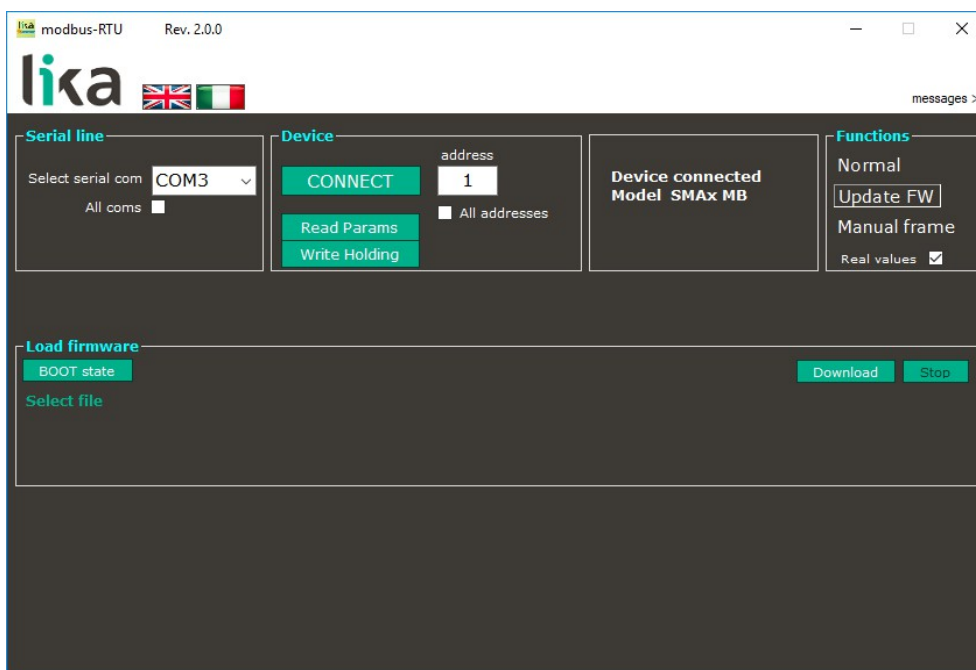 lika modbus-RTU Rev. 2.0.0
lika
messages >
Serial line
Select serial com COM3
All coms
Device
address
CONNECT 1
All addresses
Read Params
Write Holding
Device connected
Model SMAx MB
Functions
Normal
Update FW
Manual frame
Real values
Load firmware
BOOT state Download Stop
Select file